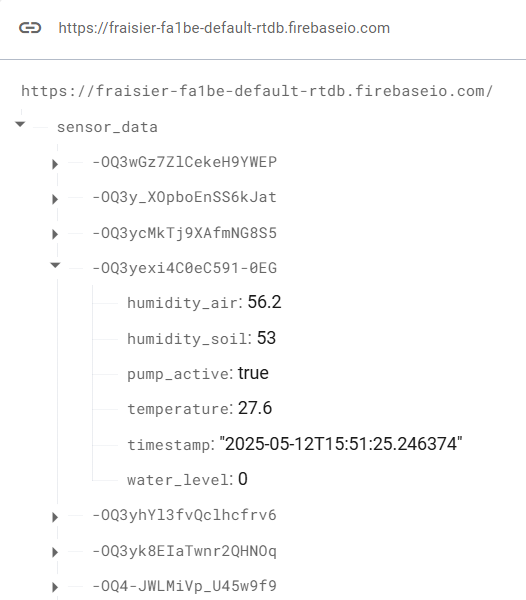 https://fraisier-fa1be-default-rtdb.firebaseio.com
https://fraisier-fa1be-default-rtdb.firebaseio.com/
sensor_data
-OQ3wGz7ZlCekeH9YWEP
-OQ3y_XOpboEnSS6kJat
-OQ3ycMkTj9XAfmNG8S5
-OQ3yexi4C0eC591-0EG
humidity_air: 56.2
humidity_soil: 53
pump_active: true
temperature: 27.6
timestamp: "2025-05-12T15:51:25.246374"
water_level: 0
-OQ3yhYl3fvQclhcfrv6
-OQ3yk8EIaTwnr2QHNOq
-OQ4-JWLMiVp_U45w9f9